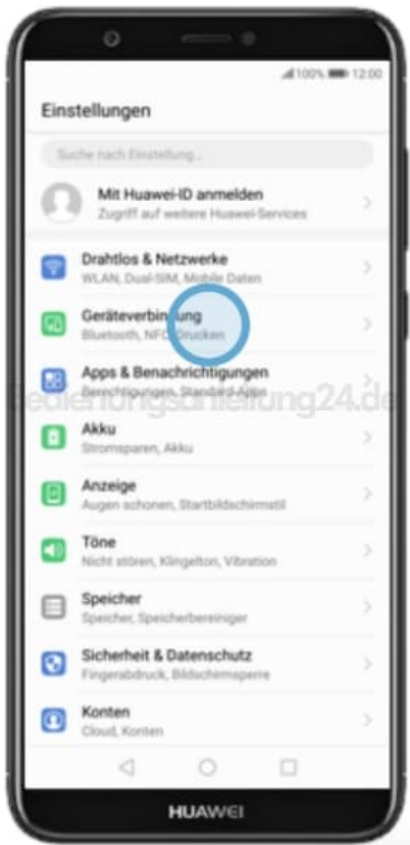 100% 12:00
Einstellungen
Suche nach Einstellung...
Mit Huawei-ID anmelden
Zugriff auf weitere Huawei-Services
Drahtlos & Netzwerke
WLAN, Dual-SIM, Mobile Daten
Geräteverbindung
Bluetooth, NFC, Drucken
Apps & Benachrichtigungen
Berechtigungen, Standard-Apps
bedienungsanleitung24.de
Akku
Stromsparen, Akku
Anzeige
Augen schonen, Startbildschirmstil
Töne
Nicht stören, Klingelton, Vibration
Speicher
Speicher, Speicherbereiniger
Sicherheit & Datenschutz
Fingerabdruck, Bildschirmsperre
Konten
Cloud, Konten
HUAWEI